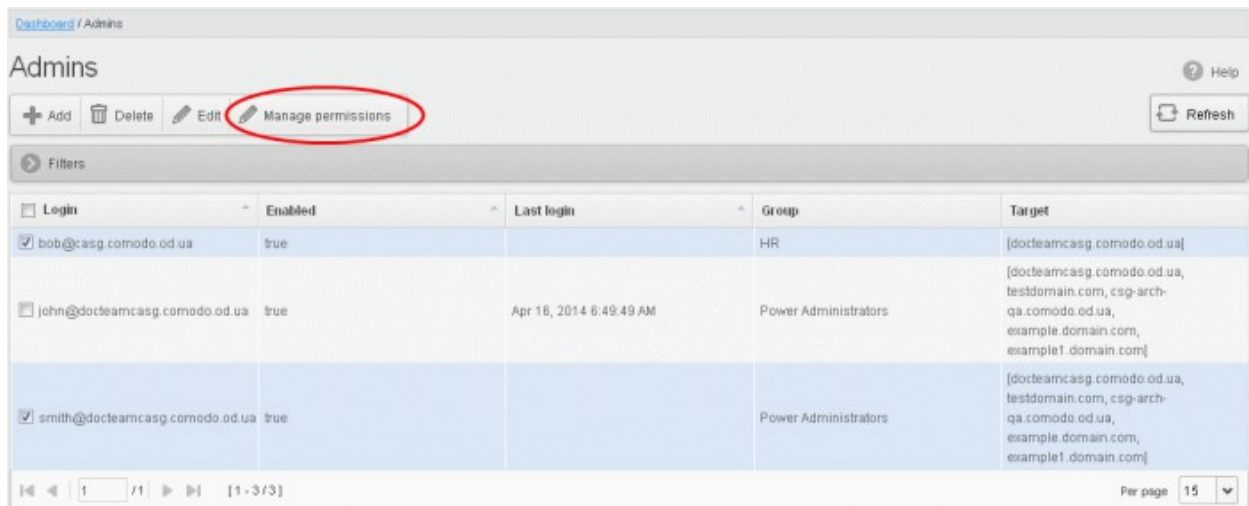 Dashboard / Admins
Admins
Help
Add Delete Edit Manage permissions
Refresh
Filters
Login Enabled Last login Group Target
bob@casg.comodo.od.ua true HR [docteamcasg.comodo.od.ua]
john@docteamcasg.comodo.od.ua true Apr 16, 2014 6:49:49 AM Power Administrators [docteamcasg.comodo.od.ua,
testdomain.com, csg-arch-
qa.comodo.od.ua,
example.domain.com,
example1.domain.com]
smith@docteamcasg.comodo.od.ua true Power Administrators [docteamcasg.comodo.od.ua,
testdomain.com, csg-arch-
qa.comodo.od.ua,
example.domain.com,
example1.domain.com]
1 /1 [1-3/3] Per page 15